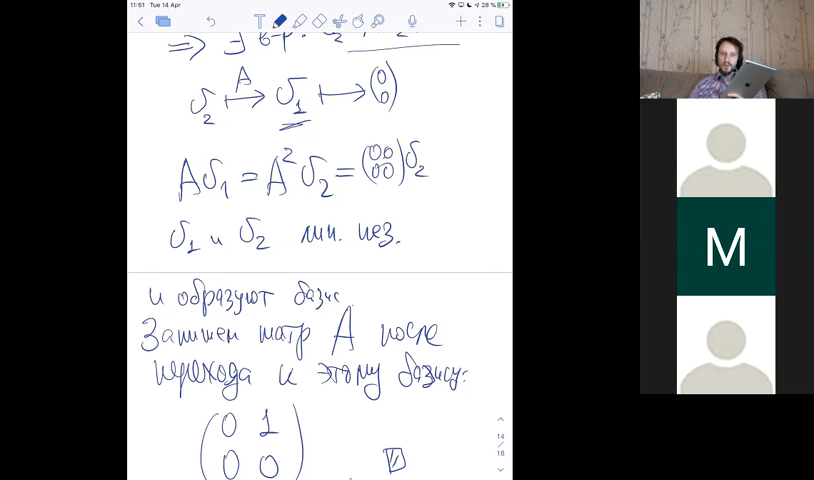 11:51 Tue 14 Apr
28 %
⇒ ∃ в-р.
σ₂ ⟼ᴬ σ₁ ⟼ (0 0)
Aσ₁ = A²σ₂ = (00 00)σ₂
σ₁ и σ₂ лин. нез.
и образуют базис
Запишем матр A после
перехода к этому базису:
(0 1
0 0)
14
16
M